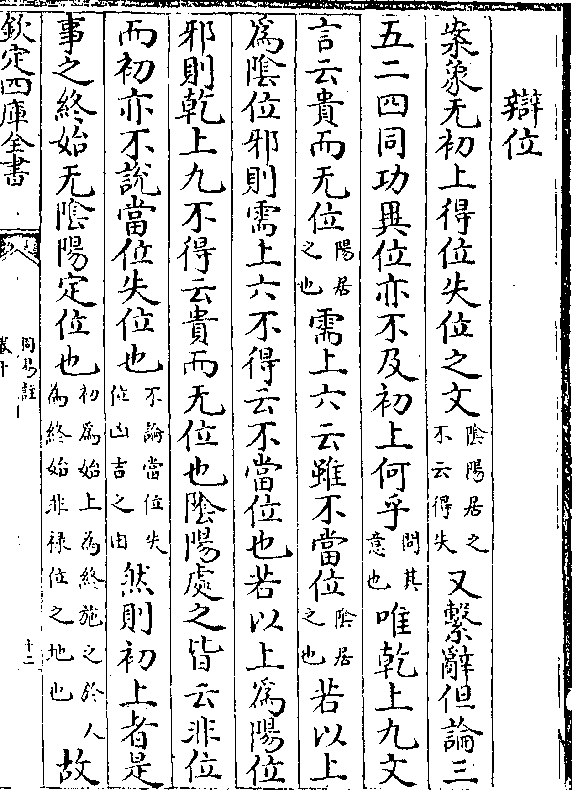 辯位
案象无初上得位失位之文陰陽居之不云得失又繫辭但論三
五二四同功異位亦不及初上何乎問其意也唯乾上九文
言云貴而无位陽居之也需上六云雖不當位陰居之也若以上
爲陰位邪則需上六不得云不當位也若以上爲陽位
邪則乾上九不得云貴而无位也陰陽處之皆云非位
而初亦不說當位失位也不論當位失位凶吉之由然則初上者是
事之終始无陰陽定位也初爲始上為終施之於人為終始非祿位之地也故
欽定四庫全書
周易註
卷十
十二